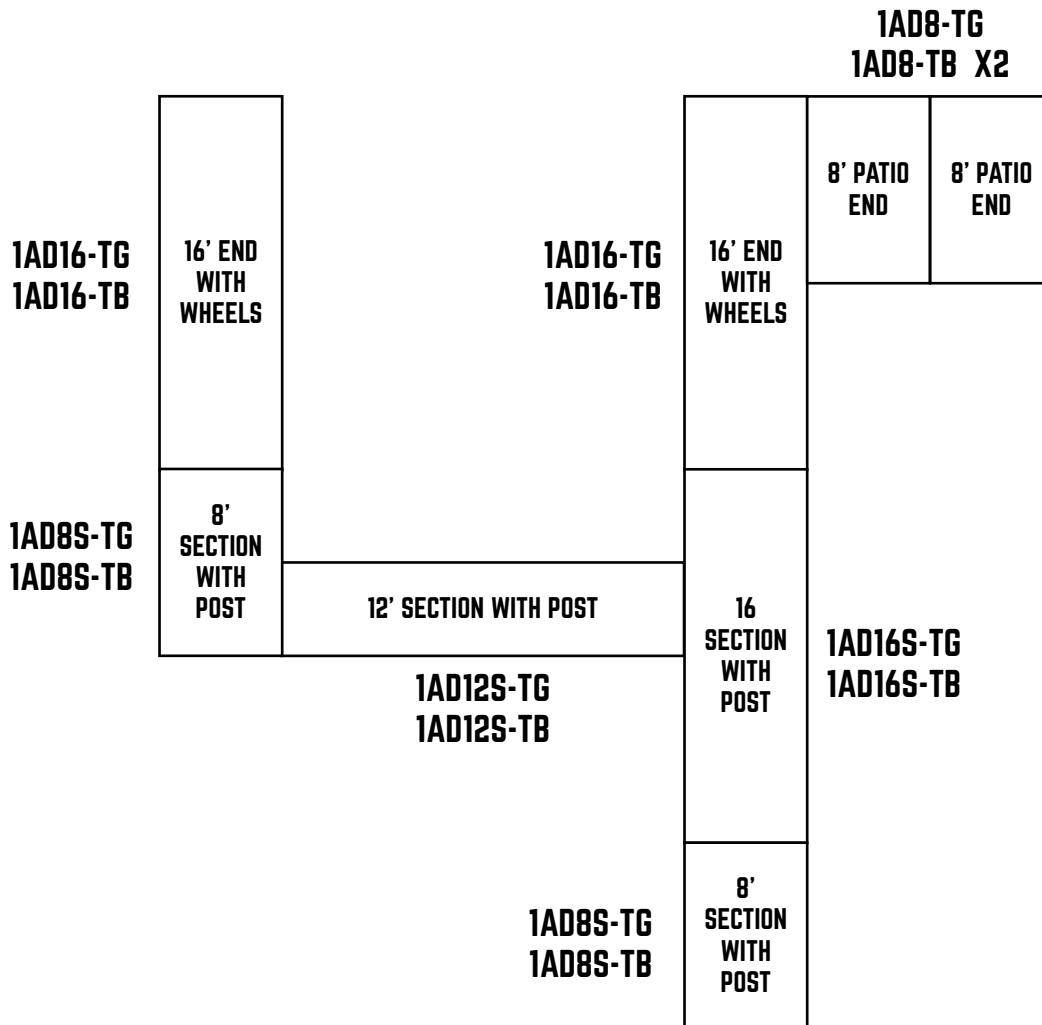 1AD8-TG
1AD8-TB X2
8' PATIO
END
8' PATIO
END
1AD16-TG
1AD16-TB
16' END
WITH
WHEELS
1AD16-TG
1AD16-TB
16' END
WITH
WHEELS
1AD8S-TG
1AD8S-TB
8'
SECTION
WITH
POST
12' SECTION WITH POST
1AD12S-TG
1AD12S-TB
16
SECTION
WITH
POST
1AD16S-TG
1AD16S-TB
1AD8S-TG
1AD8S-TB
8'
SECTION
WITH
POST